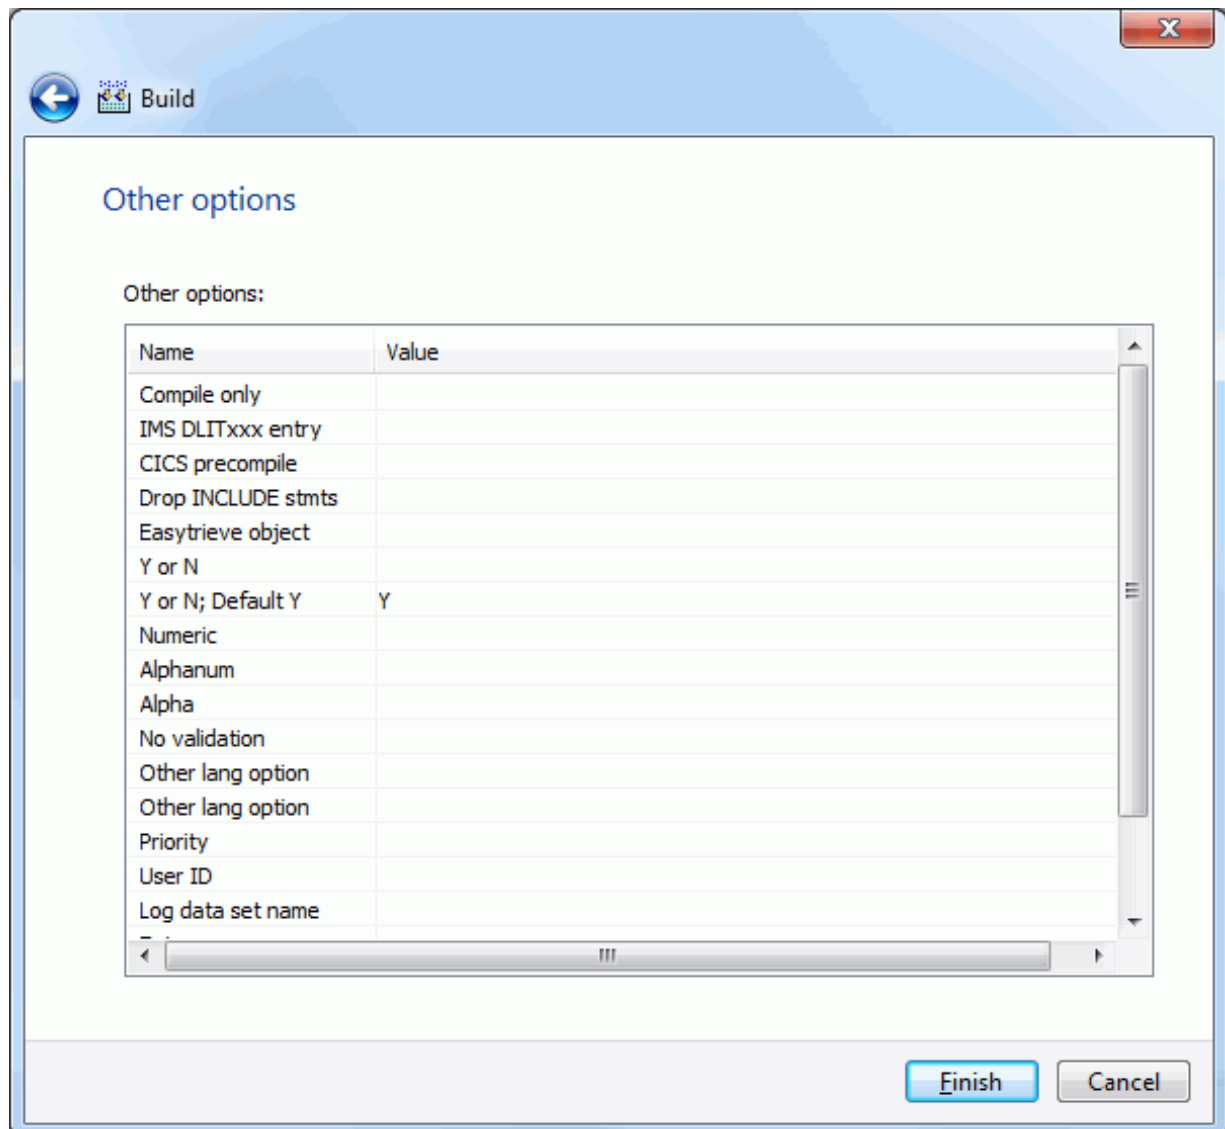 Build
Other options
Other options:
Name Value
Compile only
IMS DLITxxx entry
CICS precompile
Drop INCLUDE stmts
Easytrieve object
Y or N
Y or N; Default Y Y
Numeric
Alphanum
Alpha
No validation
Other lang option
Other lang option
Priority
User ID
Log data set name
Finish Cancel